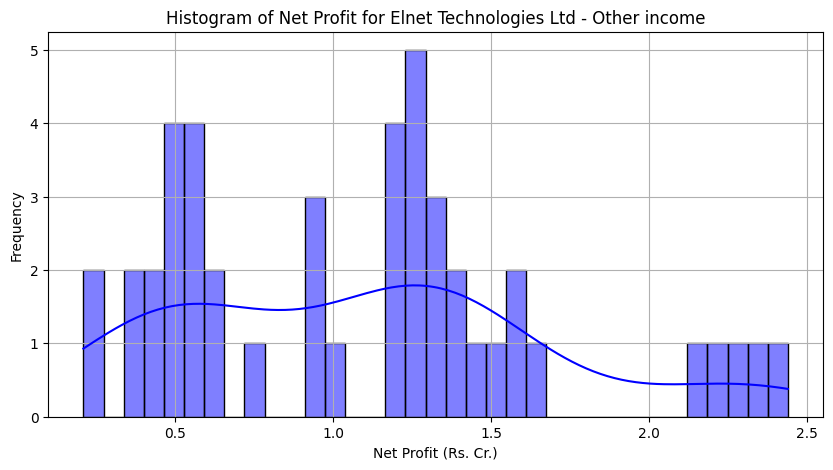 Histogram of Net Profit for Elnet Technologies Ltd - Other income
5
4
3
2
1
0
Frequency
0.5 1.0 1.5 2.0 2.5
Net Profit (Rs. Cr.)